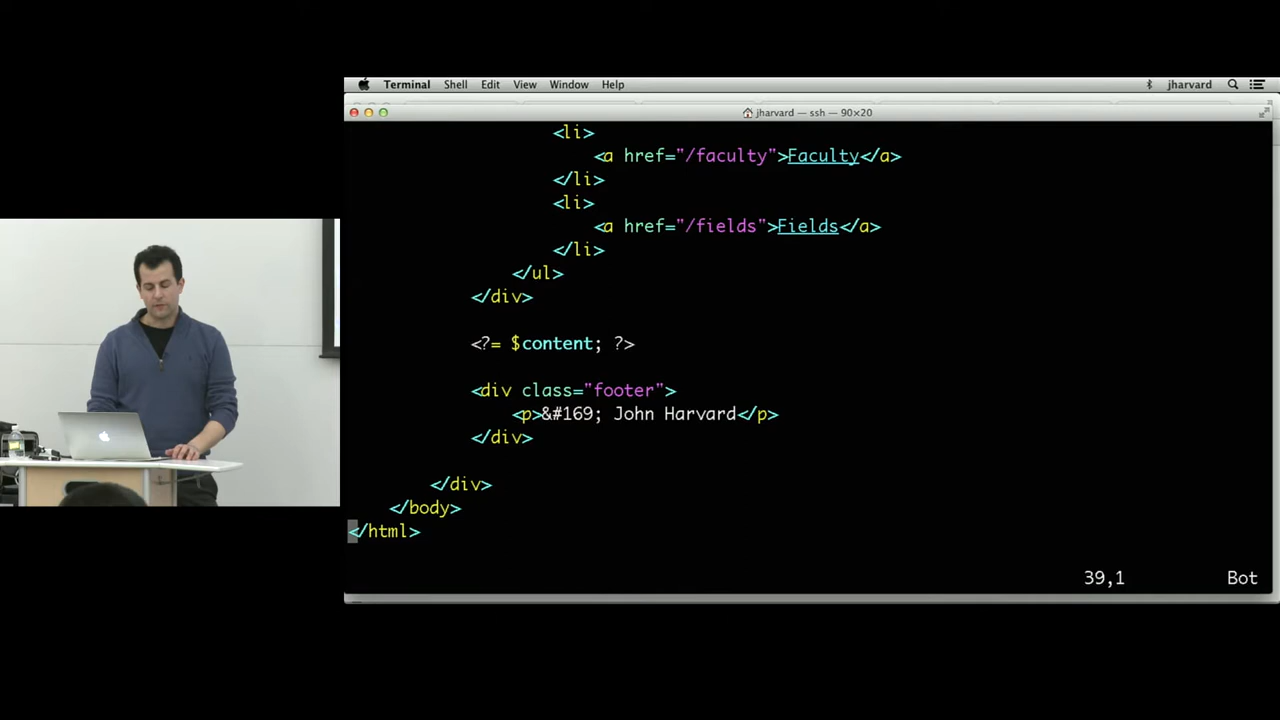 Terminal Shell Edit View Window Help jharvard
jharvard — ssh — 90×20
<li>
<a href="/faculty">Faculty</a>
</li>
<li>
<a href="/fields">Fields</a>
</li>
</ul>
</div>
<?= $content; ?>
<div class="footer">
<p>&#169; John Harvard</p>
</div>
</div>
</body>
</html>
39,1 Bot